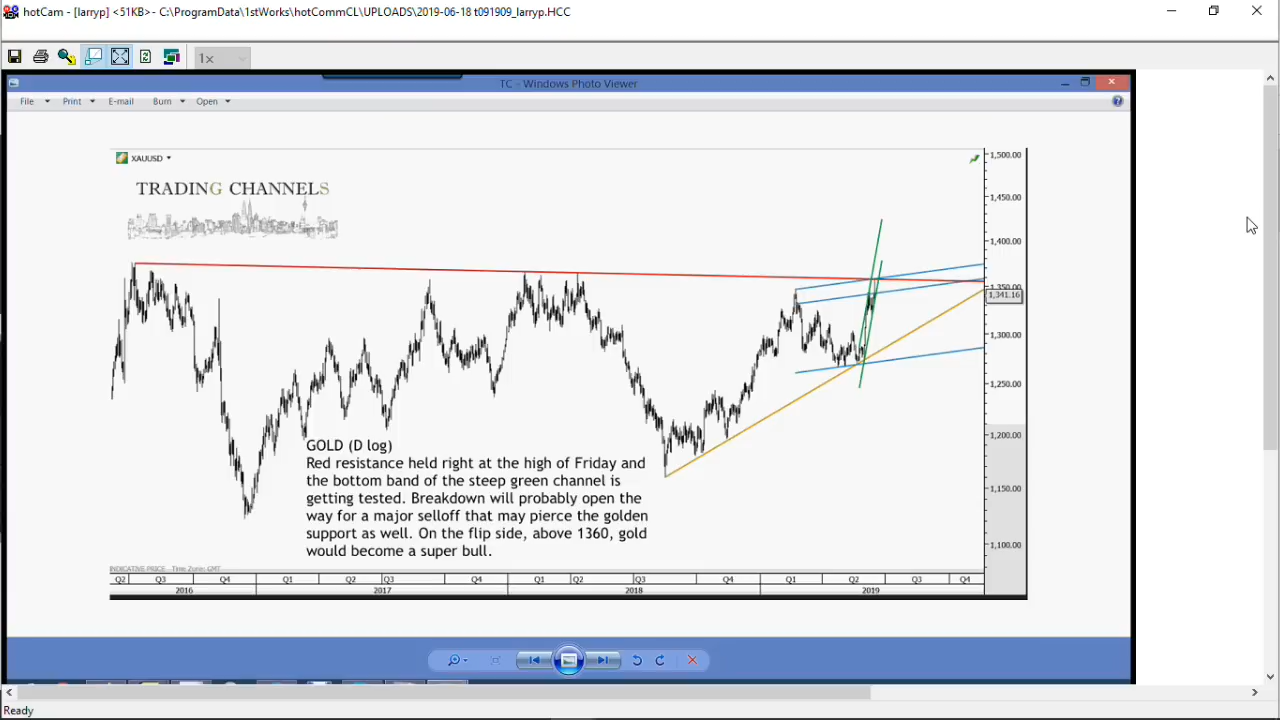 hotCam - [larryp] <51KB> - C:\ProgramData\1stWorks\hotCommCL\UPLOADS\2019-06-18 t091909_larryp.HCC
1x
TC - Windows Photo Viewer
File Print E-mail Burn Open
XAUUSD
TRADING CHANNELS
1,500.00
1,450.00
1,400.00
1,350.00
1,341.16
1,300.00
1,250.00
1,200.00
1,150.00
1,100.00
GOLD (D log)
Red resistance held right at the high of Friday and
the bottom band of the steep green channel is
getting tested. Breakdown will probably open the
way for a major selloff that may pierce the golden
support as well. On the flip side, above 1360, gold
would become a super bull.
INDICATIVE PRICE - Time Zone: GMT
Q2 Q3 Q4 Q1 Q2 Q3 Q4 Q1 Q2 Q3 Q4 Q1 Q2 Q3 Q4
2016 2017 2018 2019
Ready